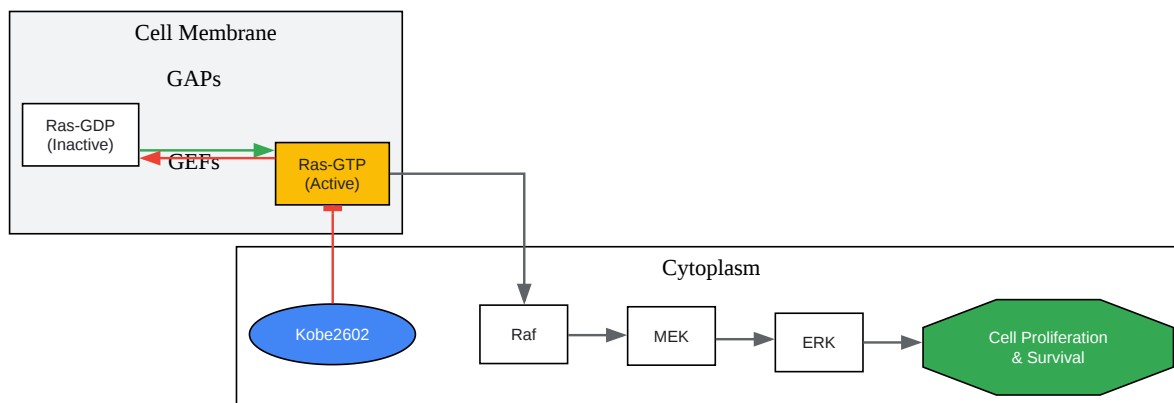 Cell Membrane
GAPs
Ras-GDP
(Inactive)
GEFs
Ras-GTP
(Active)
Cytoplasm
Kobe2602
Raf
MEK
ERK
Cell Proliferation
& Survival